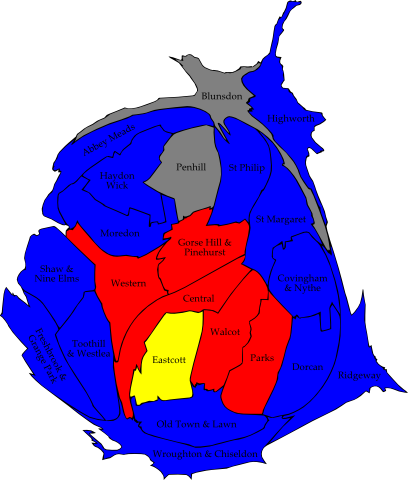 Blunsdon
Highworth
Abbey Meads
Penhill
St Philip
Haydon
Wick
St Margaret
Moredon
Gorse Hill &
Pinehurst
Shaw &
Nine Elms
Western
Covingham
& Nythe
Central
Toothill
& Westlea
Walcot
Freshbrook &
Grange Park
Eastcott
Parks
Dorcan
Ridgeway
Old Town & Lawn
Wroughton & Chiseldon